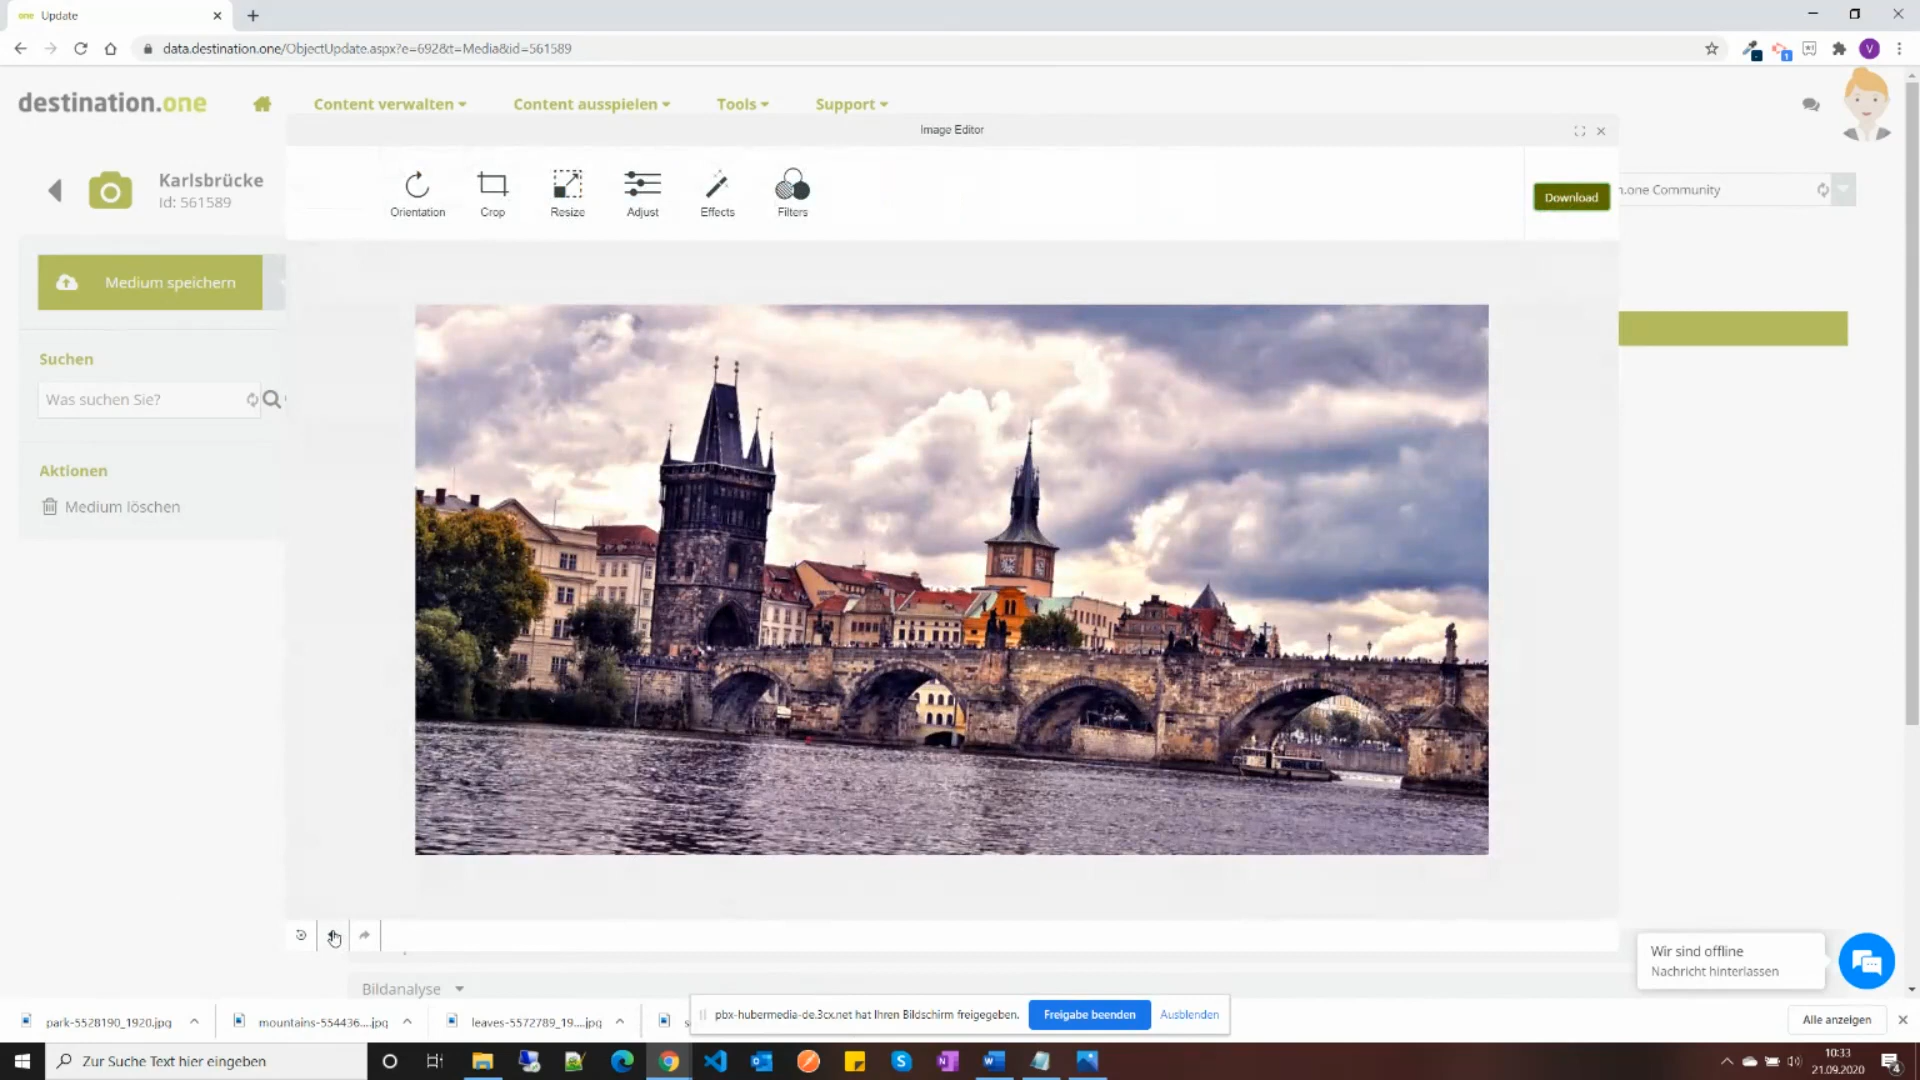 one Update
data.destination.one/ObjectUpdate.aspx?e=692&t=Media&id=561589
1
V
destination.one
Content verwalten
Content ausspielen
Tools
Support
Image Editor
Karlsbrücke
Id: 561589
Orientation
Crop
Resize
Adjust
Effects
Filters
Download
n.one Community
Medium speichern
Suchen
Was suchen Sie?
Aktionen
Medium löschen
Wir sind offline
Nachricht hinterlassen
Bildanalyse
park-5528190_1920.jpg
mountains-554436....jpg
leaves-5572789_19....jpg
pbx-hubermedia-de.3cx.net hat Ihren Bildschirm freigegeben.
Freigabe beenden
Ausblenden
Alle anzeigen
Zur Suche Text hier eingeben
10:33
21.09.2020
4